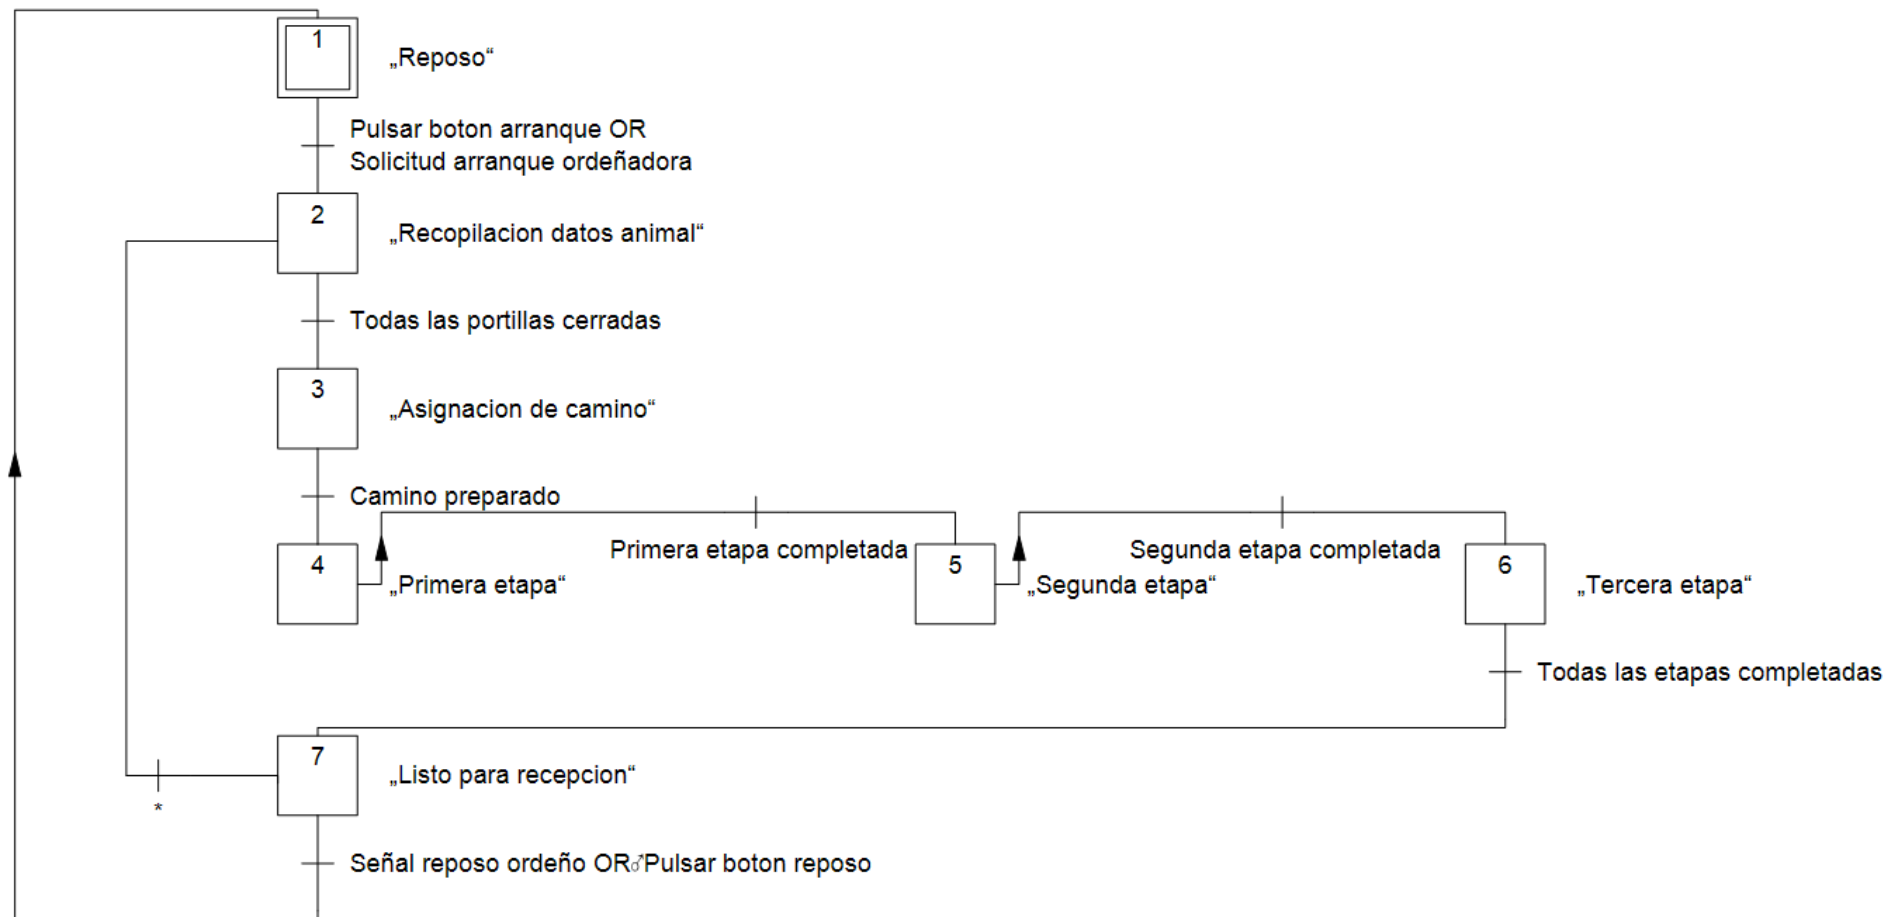 1
„Reposo“
Pulsar boton arranque OR
Solicitud arranque ordeñadora
2
„Recopilacion datos animal“
Todas las portillas cerradas
3
„Asignacion de camino“
Camino preparado
Primera etapa completada
Segunda etapa completada
4
„Primera etapa“
5
„Segunda etapa“
6
„Tercera etapa“
Todas las etapas completadas
7
„Listo para recepcion“
*
Señal reposo ordeño OR♂Pulsar boton reposo